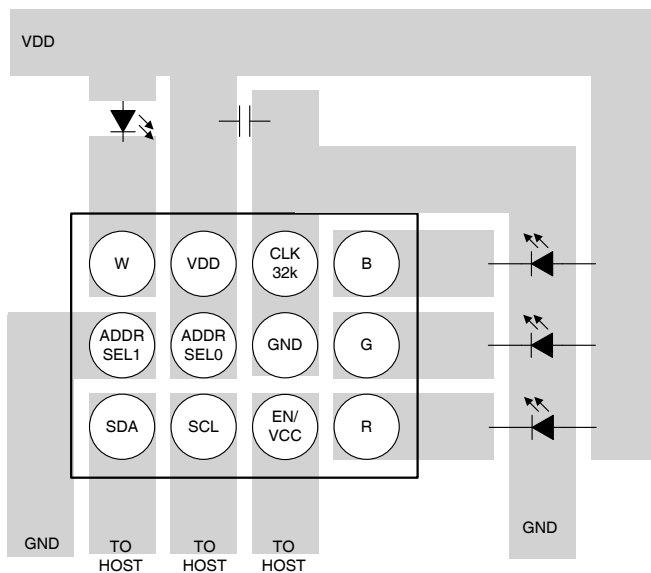 VDD
W
VDD
CLK
32k
B
ADDR
SEL1
ADDR
SEL0
GND
G
SDA
SCL
EN/
VCC
R
GND
TO
HOST
TO
HOST
TO
HOST
GND